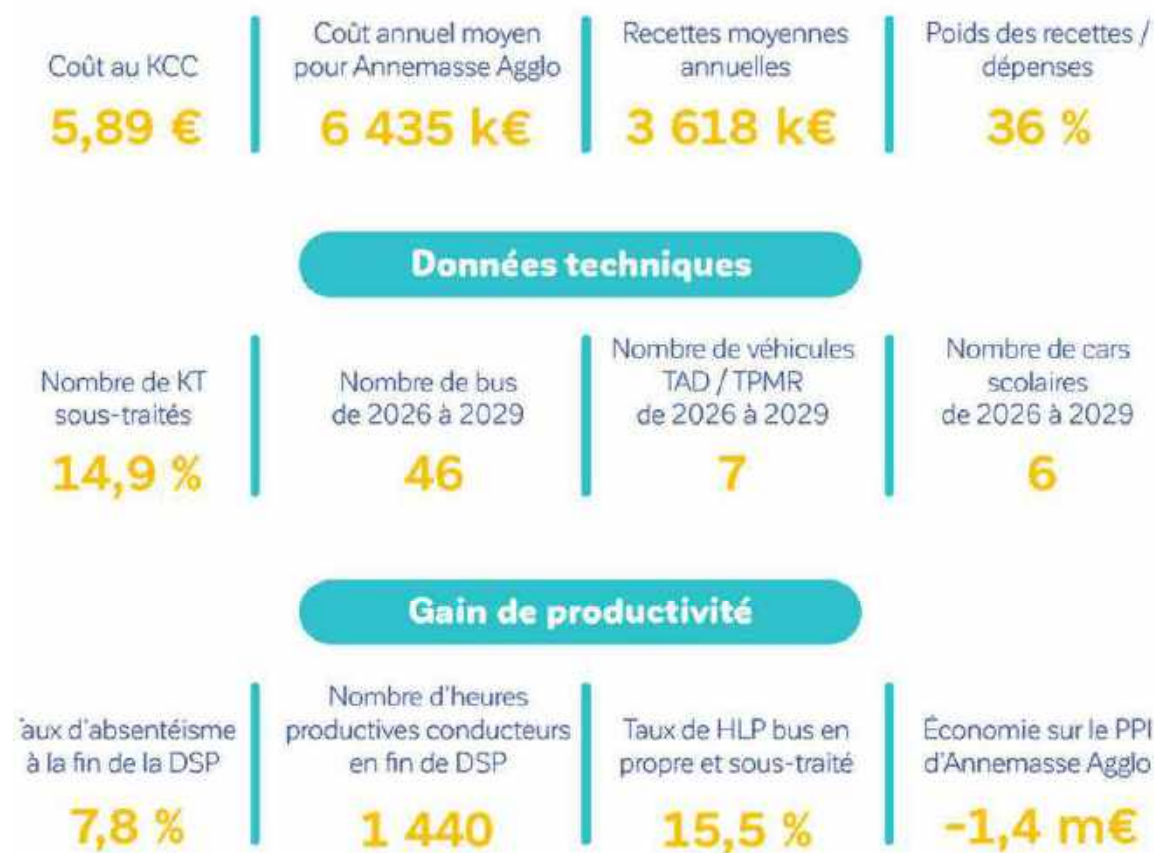 Coût au KCC
5,89 €
Coût annuel moyen
pour Annemasse Agglo
6 435 k€
Recettes moyennes
annuelles
3 618 k€
Poids des recettes /
dépenses
36 %
Données techniques
Nombre de KT
sous-traités
14,9 %
Nombre de bus
de 2026 à 2029
46
Nombre de véhicules
TAD / TPMR
de 2026 à 2029
7
Nombre de cars
scolaires
de 2026 à 2029
6
Gain de productivité
aux d'absentéisme
à la fin de la DSP
7,8 %
Nombre d'heures
productives conducteurs
en fin de DSP
1 440
Taux de HLP bus en
propre et sous-traité
15,5 %
Économie sur le PPI
d'Annemasse Agglo
-1,4 m€